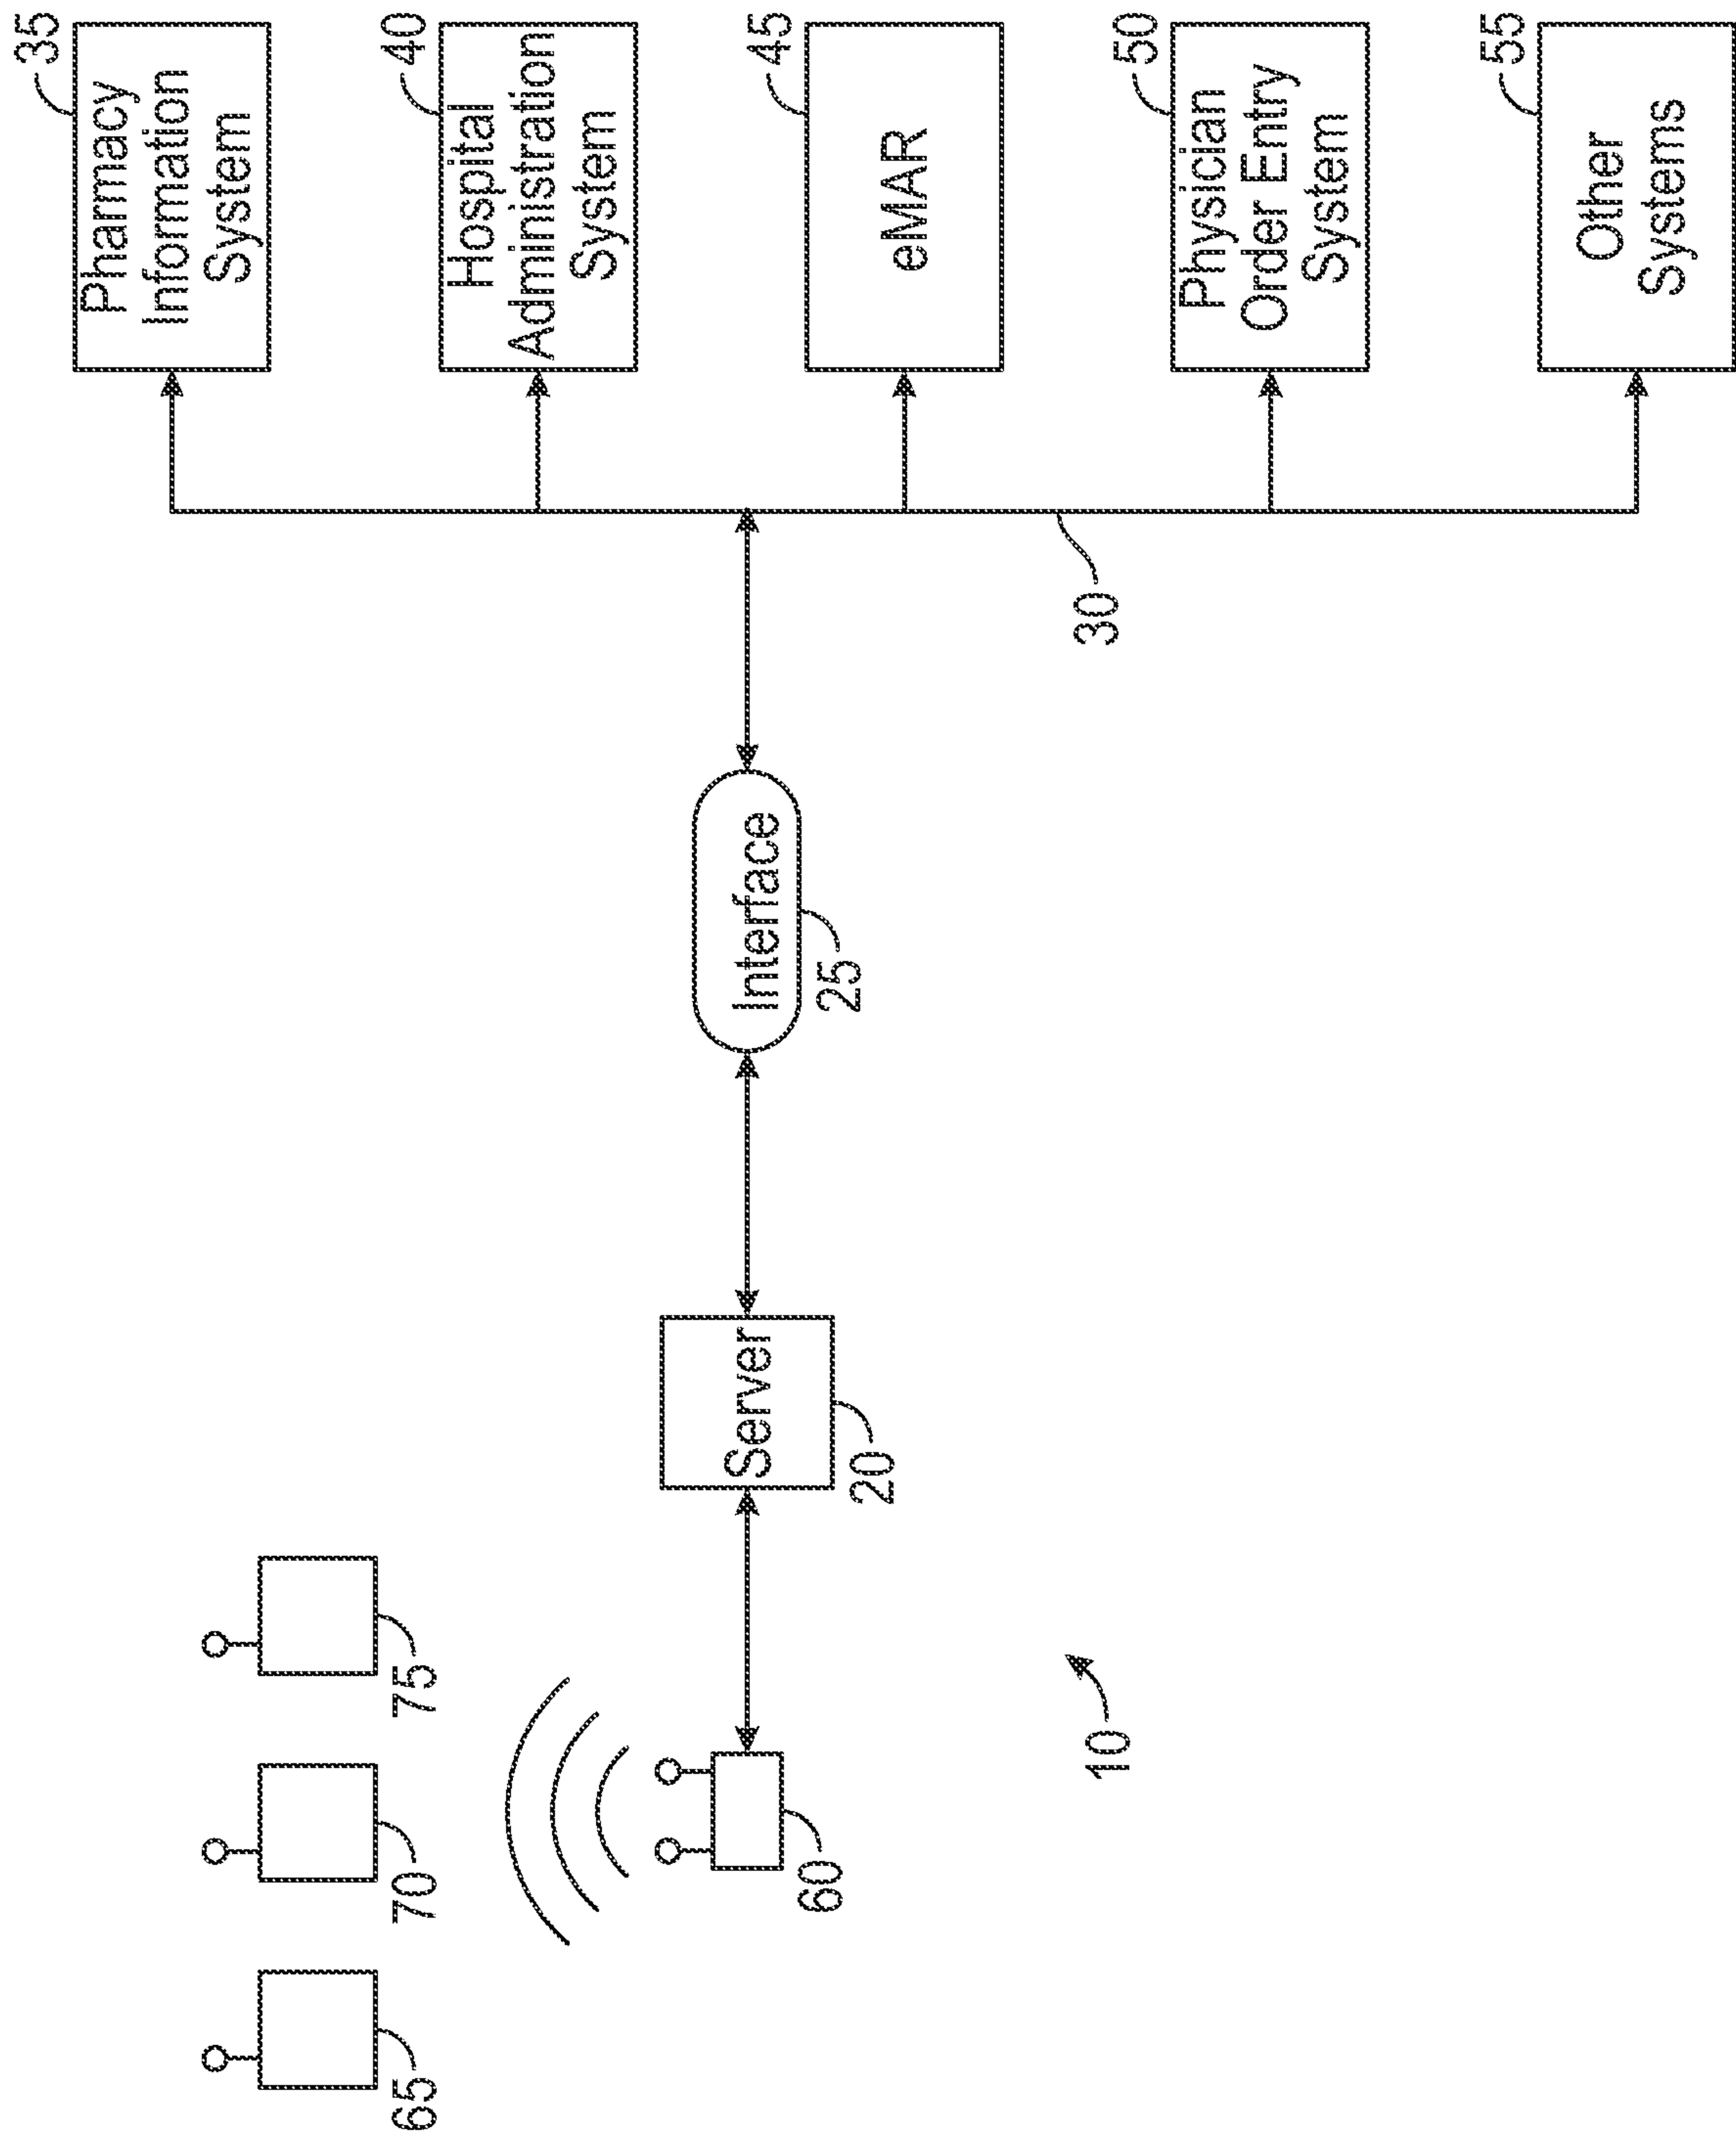 65
70
75
60
10
Server
20
Interface
25
30
35
Pharmacy
Information
System
40
Hospital
Administration
System
45
eMAR
50
Physician
Order Entry
System
55
Other
Systems